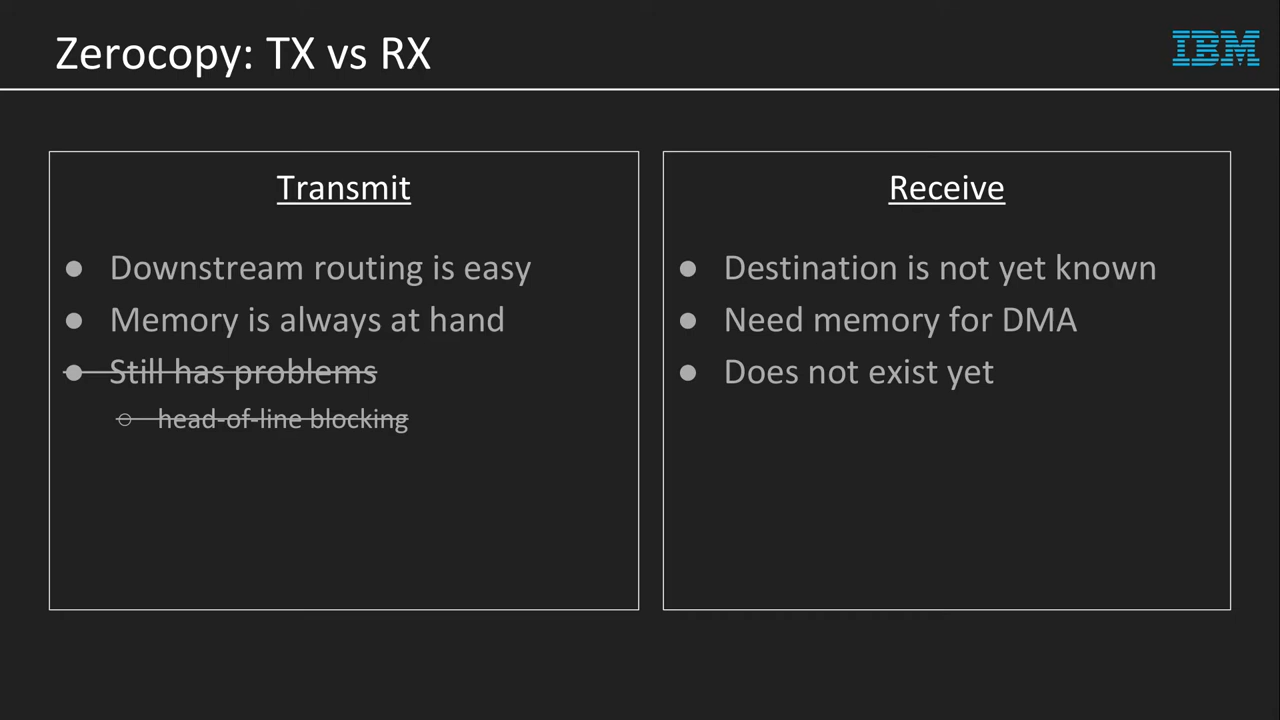 Zerocopy: TX vs RX
IBM
Transmit
● Downstream routing is easy
● Memory is always at hand
● Still has problems
○ head-of-line blocking
Receive
● Destination is not yet known
● Need memory for DMA
● Does not exist yet